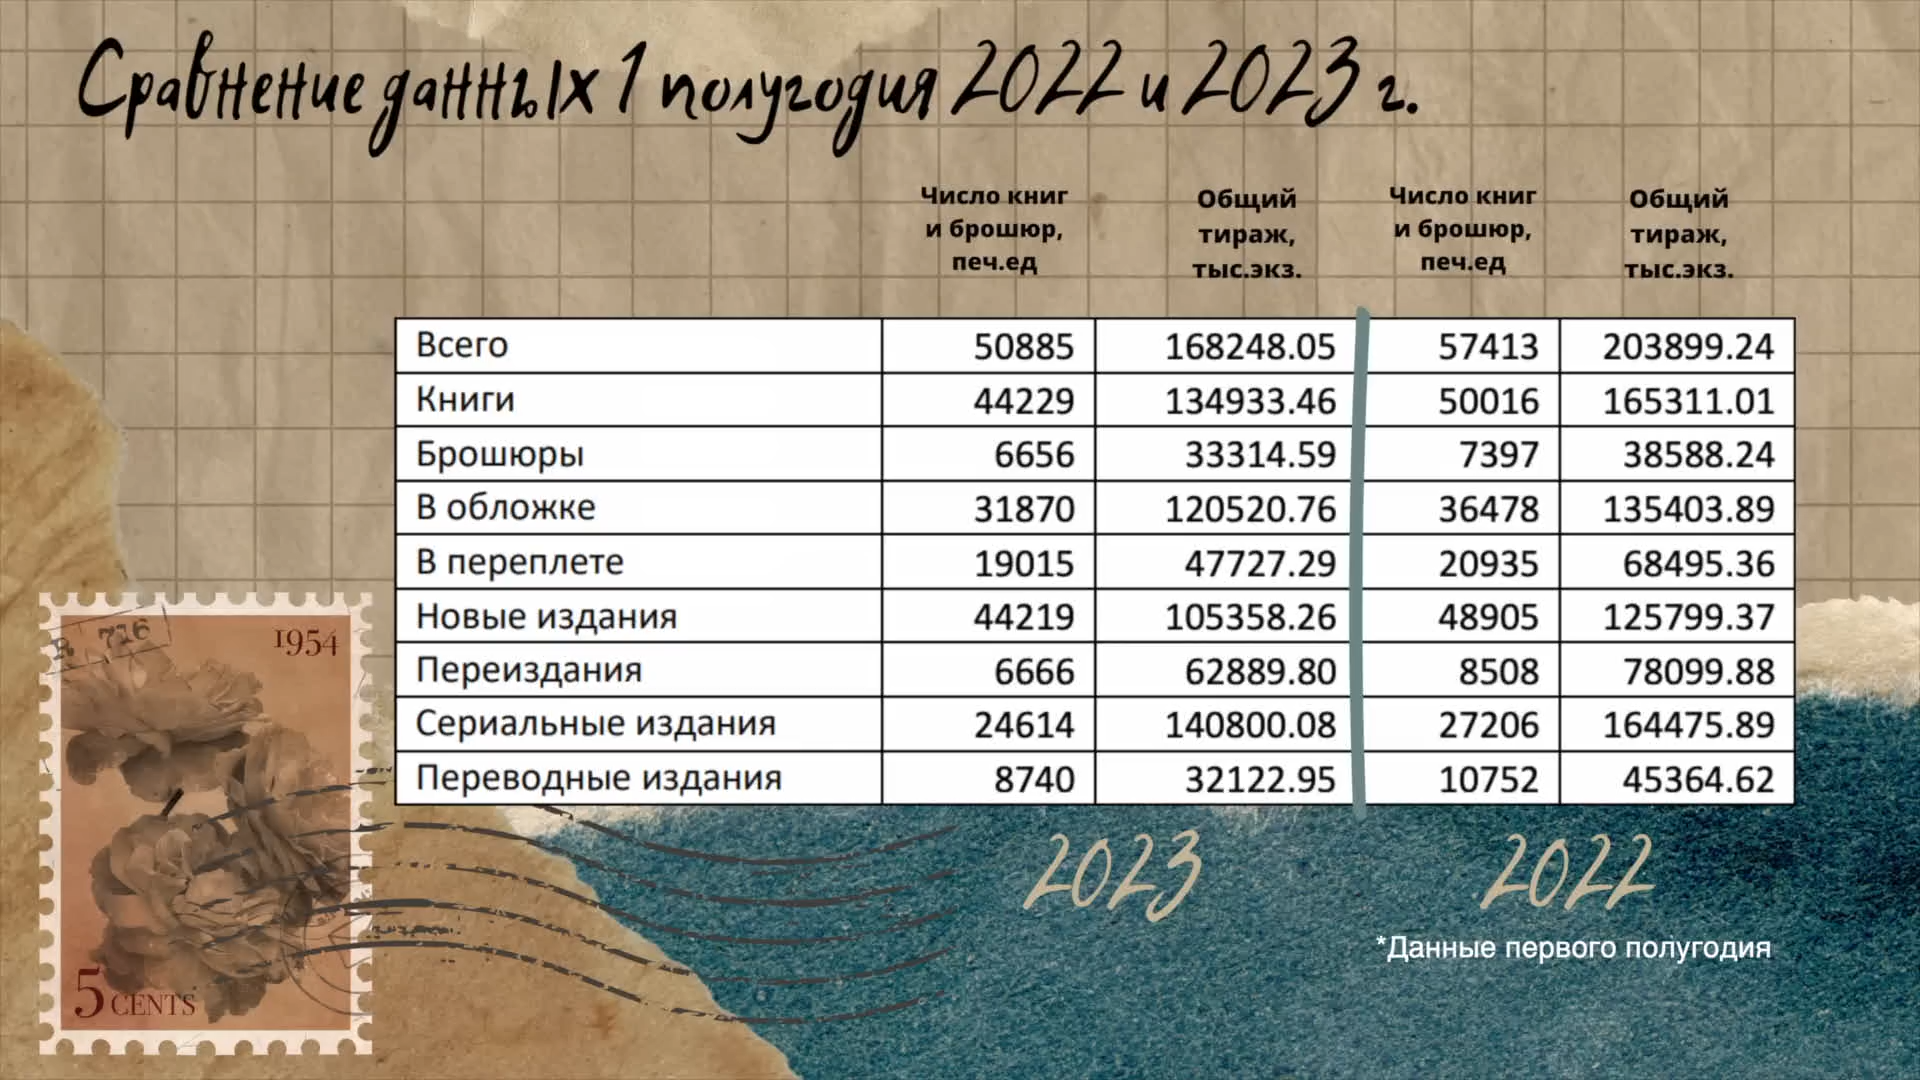 Сравнение данных 1 полугодия 2022 и 2023 г.
Число книг и брошюр, печ.ед Общий тираж, тыс.экз. Число книг и брошюр, печ.ед Общий тираж, тыс.экз.
Всего 50885 168248.05 57413 203899.24
Книги 44229 134933.46 50016 165311.01
Брошюры 6656 33314.59 7397 38588.24
В обложке 31870 120520.76 36478 135403.89
В переплете 19015 47727.29 20935 68495.36
Новые издания 44219 105358.26 48905 125799.37
Переиздания 6666 62889.80 8508 78099.88
Сериальные издания 24614 140800.08 27206 164475.89
Переводные издания 8740 32122.95 10752 45364.62
2023 2022
*Данные первого полугодия
716
1954
5 CENTS